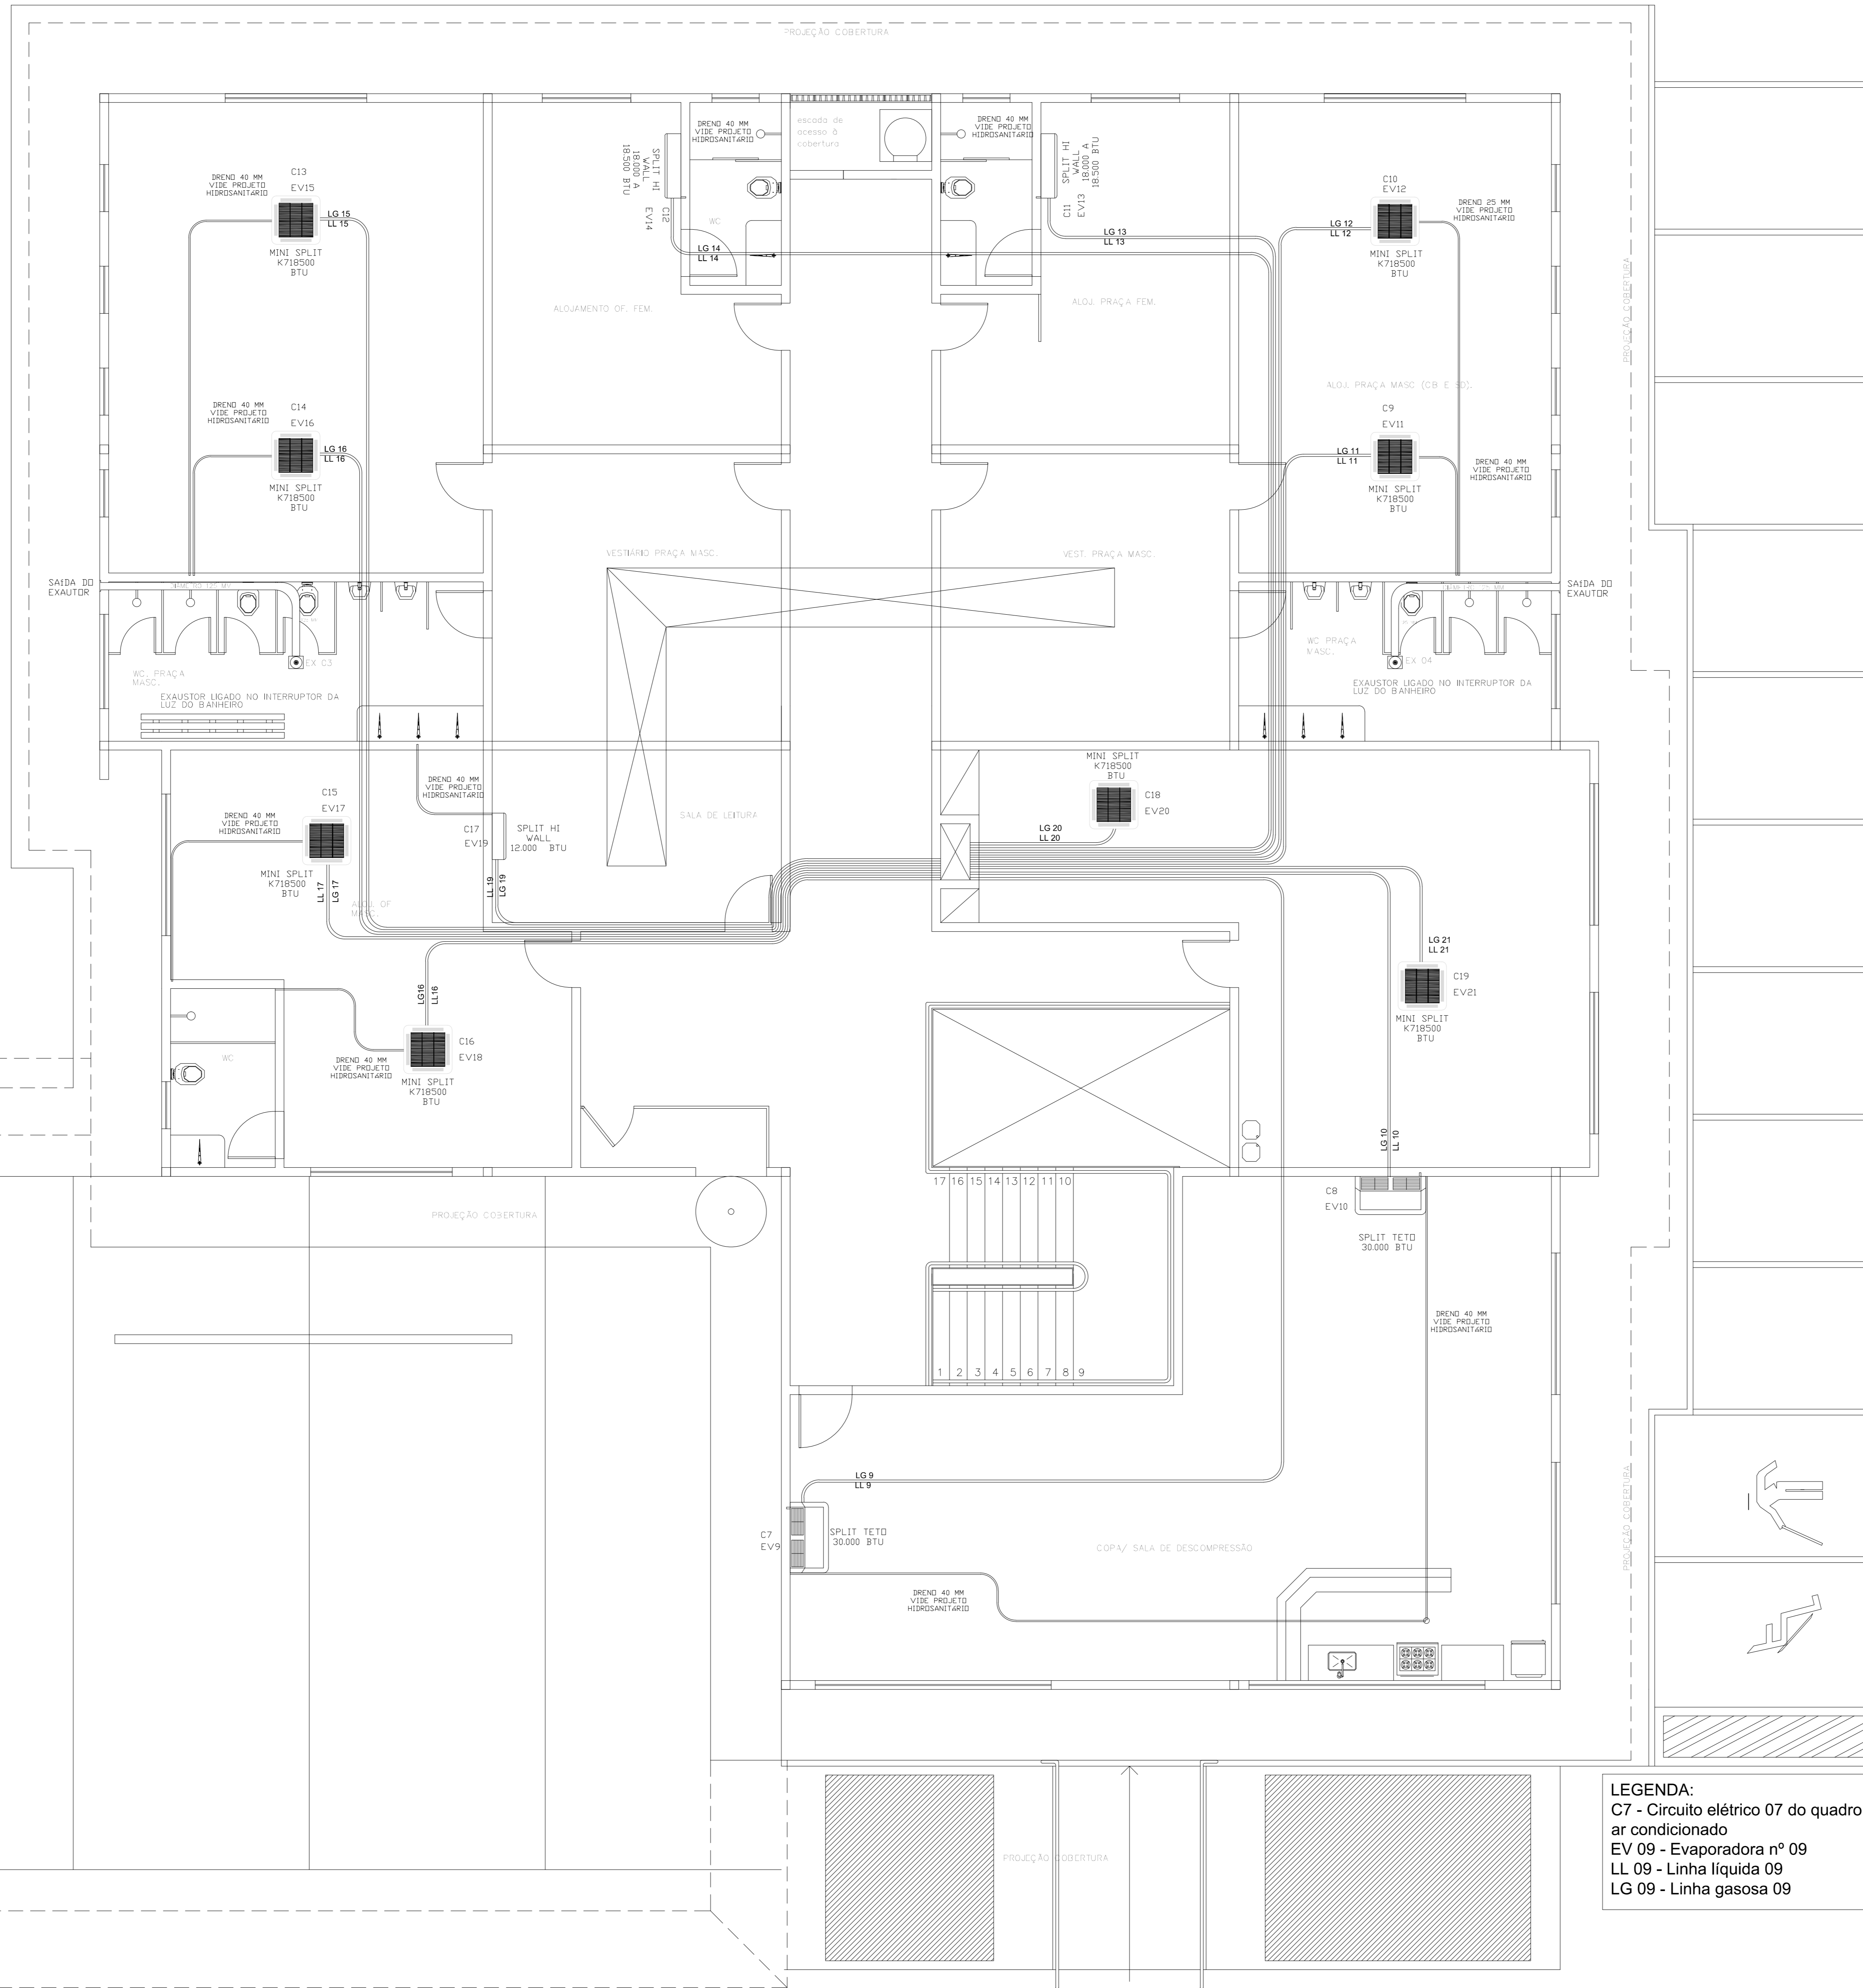 PROJEÇÃO COBERTURA
DRENO 40 MM
VIDE PROJETO
HIDROSANITÁRIO
escada de
acesso à
cobertura
DRENO 40 MM
VIDE PROJETO
HIDROSANITÁRIO
SPLIT HI
WALL
18.000 A
18.500 BTU
C12
EV14
SPLIT HI
WALL
18.000 A
18.500 BTU
C11
EV13
C13
EV15
DRENO 40 MM
VIDE PROJETO
HIDROSANITÁRIO
LG 15
LL 15
MINI SPLIT
K718500
BTU
WC
LG 14
LL 14
LG 13
LL 13
C10
EV12
LG 12
LL 12
DRENO 25 MM
VIDE PROJETO
HIDROSANITÁRIO
MINI SPLIT
K718500
BTU
ALOJAMENTO OF. FEM.
ALOJ. PRAÇA FEM.
PROJEÇÃO COBERTURA
ALOJ. PRAÇA MASC (CB E SD).
C14
EV16
DRENO 40 MM
VIDE PROJETO
HIDROSANITÁRIO
LG 16
LL 16
MINI SPLIT
K718500
BTU
C9
EV11
LG 11
LL 11
DRENO 40 MM
VIDE PROJETO
HIDROSANITÁRIO
MINI SPLIT
K718500
BTU
VESTIÁRIO PRAÇA MASC.
VEST. PRAÇA MASC.
SAÍDA DO
EXAUTOR
SAÍDA DO
EXAUTOR
EX 03
WC. PRAÇA
MASC.
EXAUSTOR LIGADO NO INTERRUPTOR DA
LUZ DO BANHEIRO
WC PRAÇA
MASC.
EX 04
EXAUSTOR LIGADO NO INTERRUPTOR DA
LUZ DO BANHEIRO
C15
EV17
DRENO 40 MM
VIDE PROJETO
HIDROSANITÁRIO
MINI SPLIT
K718500
BTU
LL 17
LG 17
ALOJ. OF
MASC.
DRENO 40 MM
VIDE PROJETO
HIDROSANITÁRIO
C17
EV19
SPLIT HI
WALL
12.000 BTU
LL 19
LG 19
SALA DE LEITURA
MINI SPLIT
K718500
BTU
C18
EV20
LG 20
LL 20
LG 21
LL 21
C19
EV21
MINI SPLIT
K718500
BTU
LG16
LL16
C16
EV18
DRENO 40 MM
VIDE PROJETO
HIDROSANITÁRIO
MINI SPLIT
K718500
BTU
WC
LG 10
LL 10
17 16 15 14 13 12 11 10
C8
EV10
SPLIT TETO
30.000 BTU
PROJEÇÃO COBERTURA
DRENO 40 MM
VIDE PROJETO
HIDROSANITÁRIO
1 2 3 4 5 6 7 8 9
LG 9
LL 9
C7
EV9
SPLIT TETO
30.000 BTU
COPA/ SALA DE DESCOMPRESSÃO
PROJEÇÃO COBERTURA
DRENO 40 MM
VIDE PROJETO
HIDROSANITÁRIO
PROJEÇÃO COBERTURA
LEGENDA:
C7 - Circuito elétrico 07 do quadro
ar condicionado
EV 09 - Evaporadora nº 09
LL 09 - Linha líquida 09
LG 09 - Linha gasosa 09